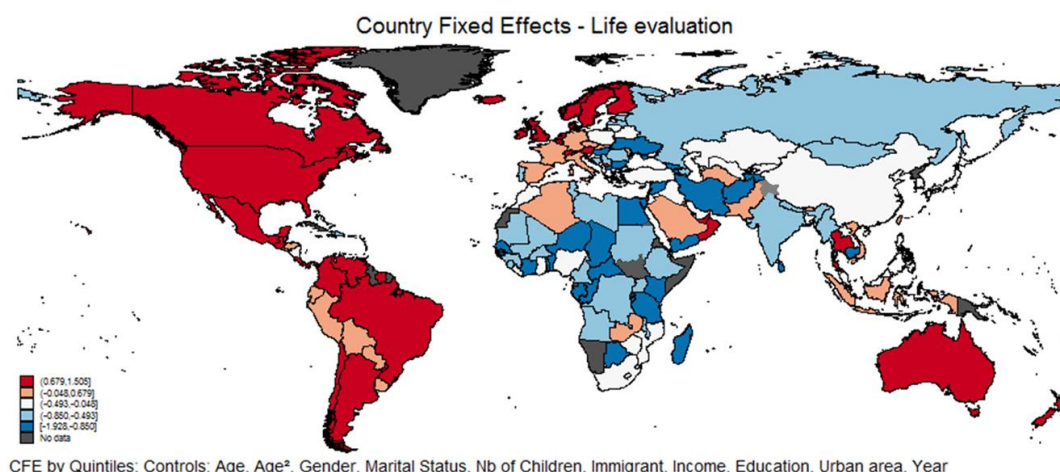 Country Fixed Effects - Life evaluation
(0.679,1.505]
(−0.048,0.679]
(−0.493,−0.048]
(−0.850,−0.493]
[−1.928,−0.850]
No data
CFE by Quintiles; Controls: Age, Age², Gender, Marital Status, Nb of Children, Immigrant, Income, Education, Urban area, Year